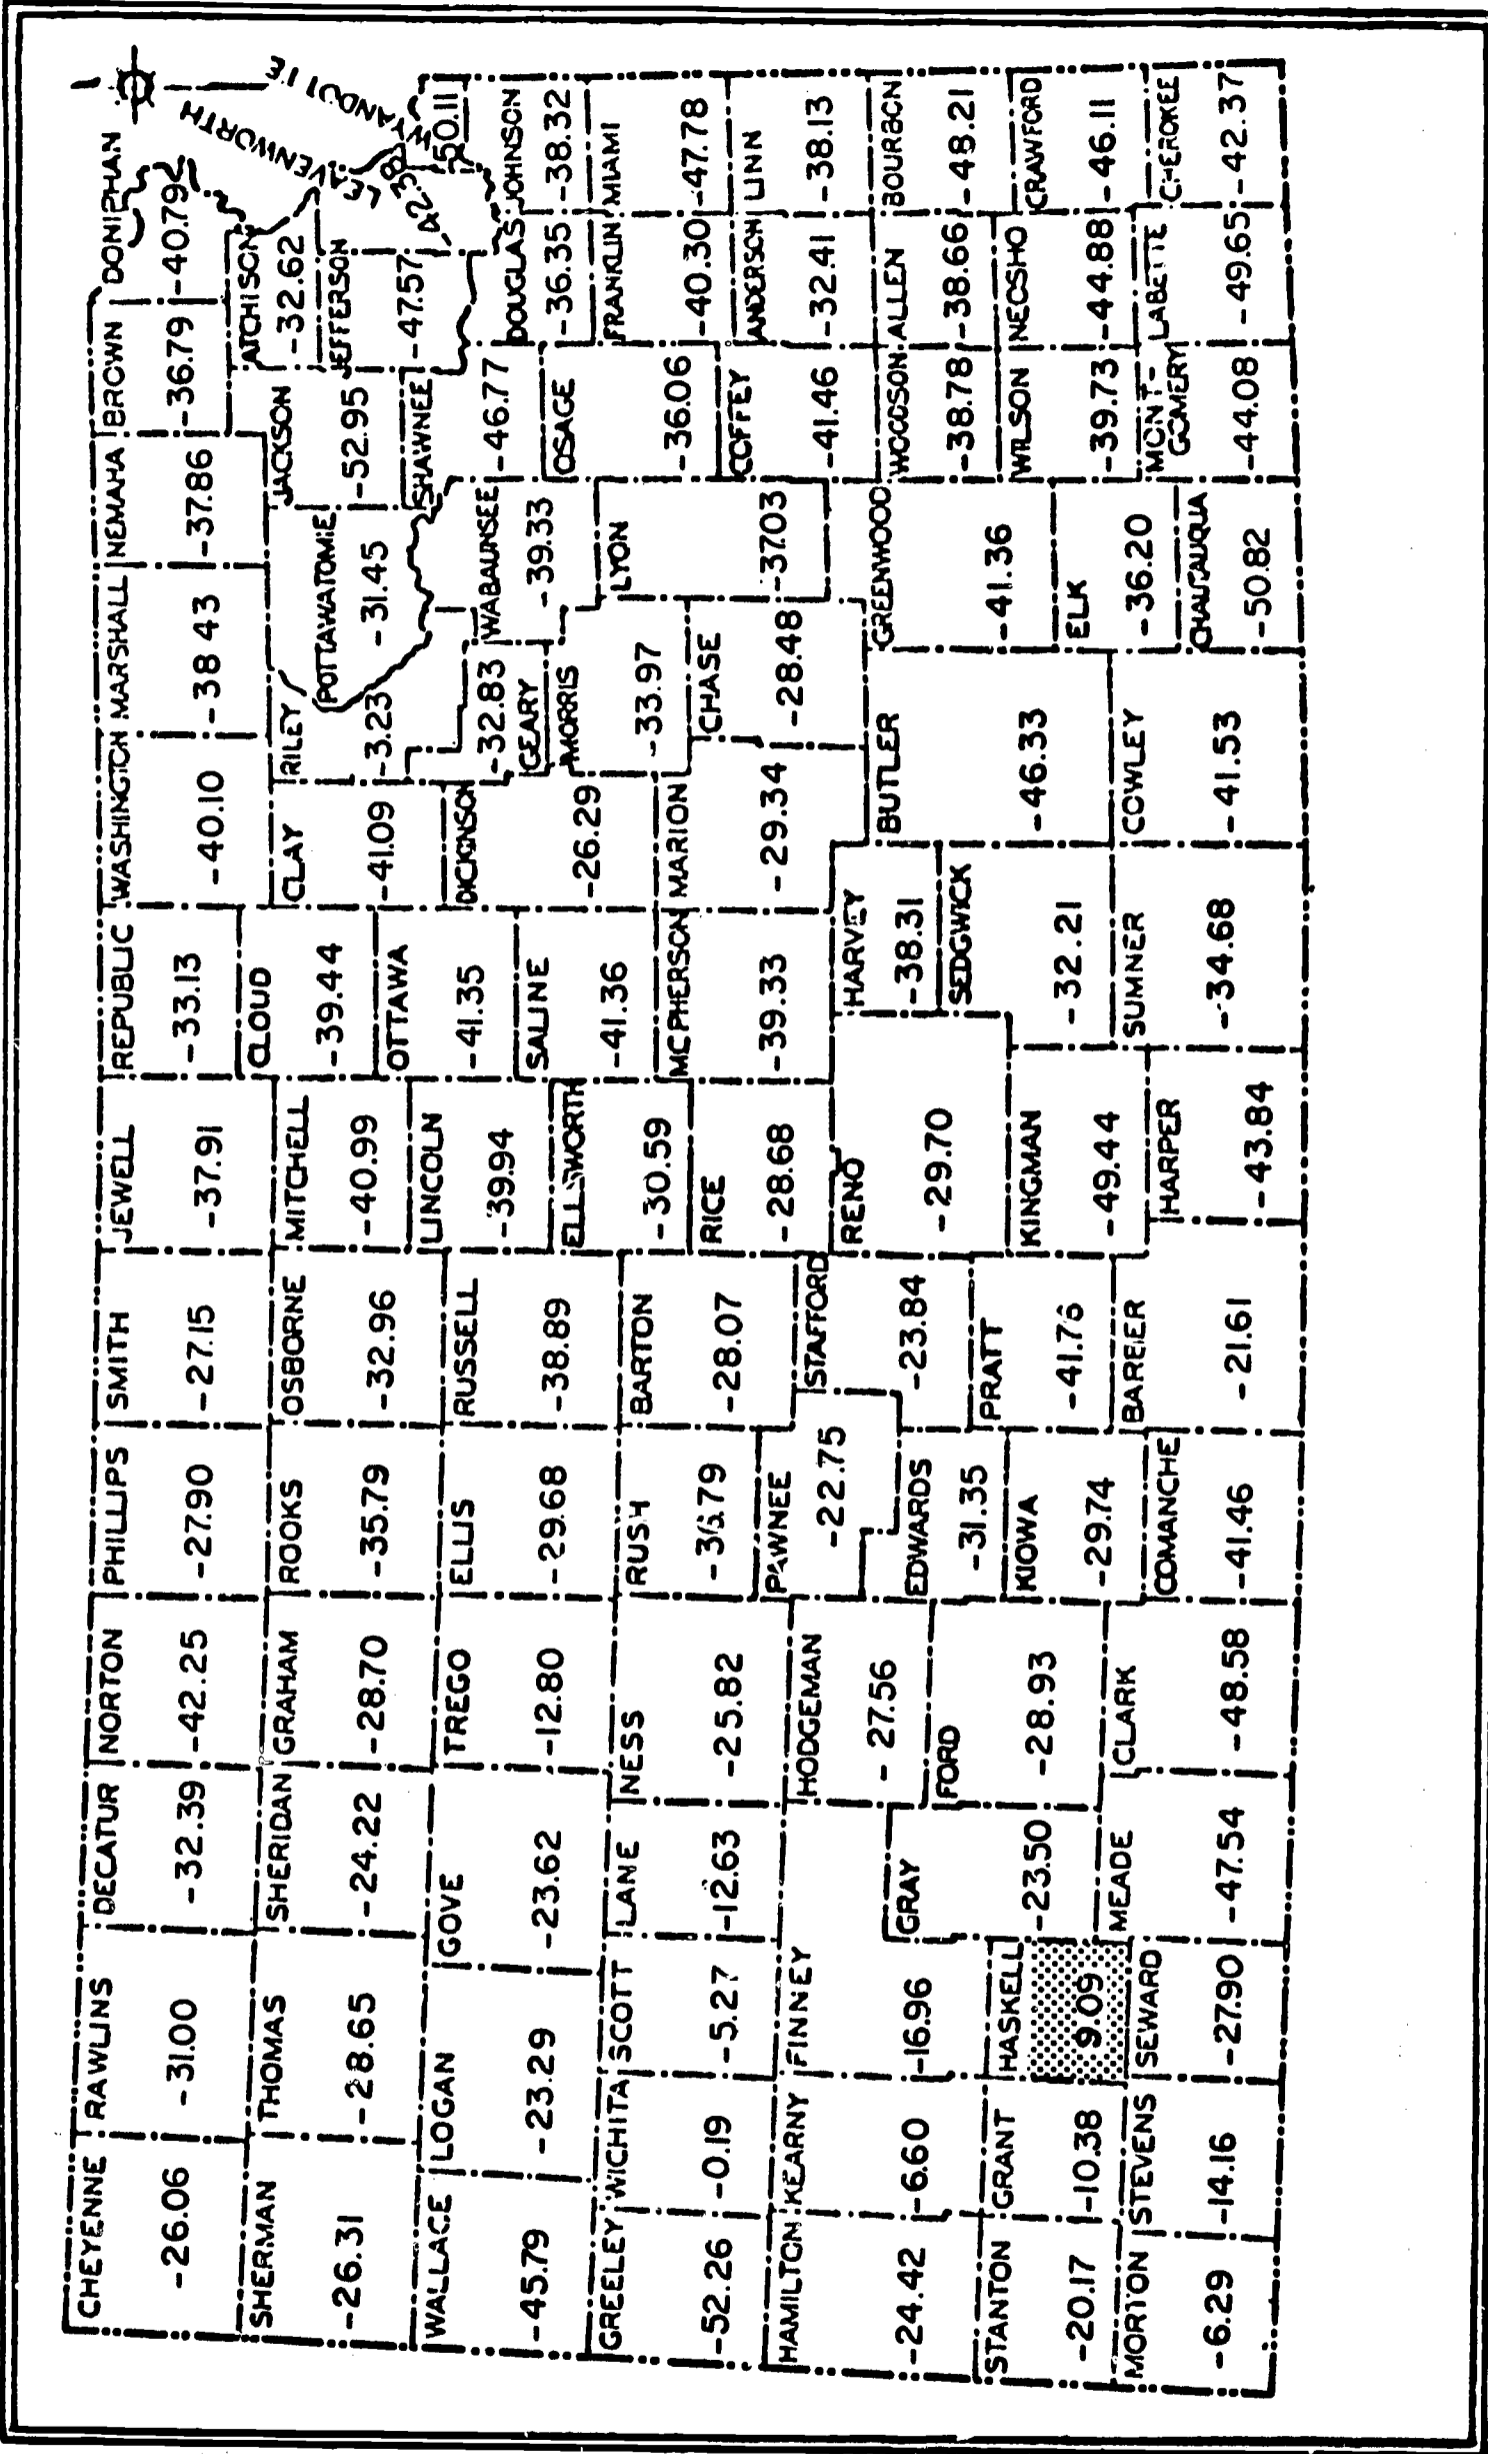 CHEYENNE
-26.06
RAWLINS
-31.00
DECATUR
-32.39
NORTON
-42.25
PHILLIPS
-27.90
SMITH
-27.15
JEWELL
-37.91
REPUBLIC
-33.13
WASHINGTON
-40.10
MARSHALL
-38 43
NEMAHA
-37.86
BROWN
-36.79
DONIPHAN
-40.79
SHERMAN
-26.31
THOMAS
-28.65
SHERIDAN
-24.22
GRAHAM
-28.70
ROOKS
-35.79
OSBORNE
-32.96
MITCHELL
-40.99
CLOUD
-39.44
CLAY
-41.09
RILEY
-3.23
POTTAWATOMIE
-31.45
JACKSON
-52.95
ATCHISON
-32.62
JEFFERSON
-47.57
LEAVENWORTH
WYANDOTTE
50.11
WALLACE
-45.79
LOGAN
-23.29
GOVE
-23.62
TREGO
-12.80
ELLIS
-29.68
RUSSELL
-38.89
LINCOLN
-39.94
OTTAWA
-41.35
SALINE
-41.36
DICKINSON
-26.29
GEARY
-32.83
WABAUNSEE
-39.33
SHAWNEE
-46.77
DOUGLAS
-36.35
JOHNSON
-38.32
GREELEY
-52.26
WICHITA
-0.19
SCOTT
-5.27
LANE
-12.63
NESS
-25.82
RUSH
BARTON
-28.07
ELLSWORTH
-30.59
RICE
-28.68
MCPHERSON
-39.33
MARION
-29.34
MORRIS
-33.97
CHASE
-28.48
LYON
-37.03
OSAGE
-36.06
FRANKLIN
-40.30
MIAMI
-47.78
HAMILTON
-24.42
KEARNY
-6.60
FINNEY
-16.96
HODGEMAN
-27.56
PAWNEE
-22.75
STAFFORD
-23.84
RENO
-29.70
HARVEY
-38.31
BUTLER
-46.33
GREENWOOD
-41.36
COFFEY
-41.46
ANDERSON
-32.41
LINN
-38.13
STANTON
-20.17
GRANT
-10.38
HASKELL
9.09
GRAY
-23.50
FORD
-28.93
EDWARDS
-31.35
KIOWA
-29.74
PRATT
-41.76
KINGMAN
-49.44
SEDGWICK
-32.21
WOODSON
-38.78
ALLEN
-38.66
BOURBON
-48.21
MORTON
-6.29
STEVENS
-14.16
SEWARD
-27.90
MEADE
-47.54
CLARK
-48.58
COMANCHE
-41.46
BARBER
-21.61
HARPER
-43.84
SUMNER
-34.68
COWLEY
-41.53
ELK
-36.20
CHAUTAUQUA
-50.82
WILSON
-39.73
NEOSHO
-44.88
CRAWFORD
-46.11
MONT-
GOMERY
-44.08
LABETTE
-49.65
CHEROKEE
-42.37